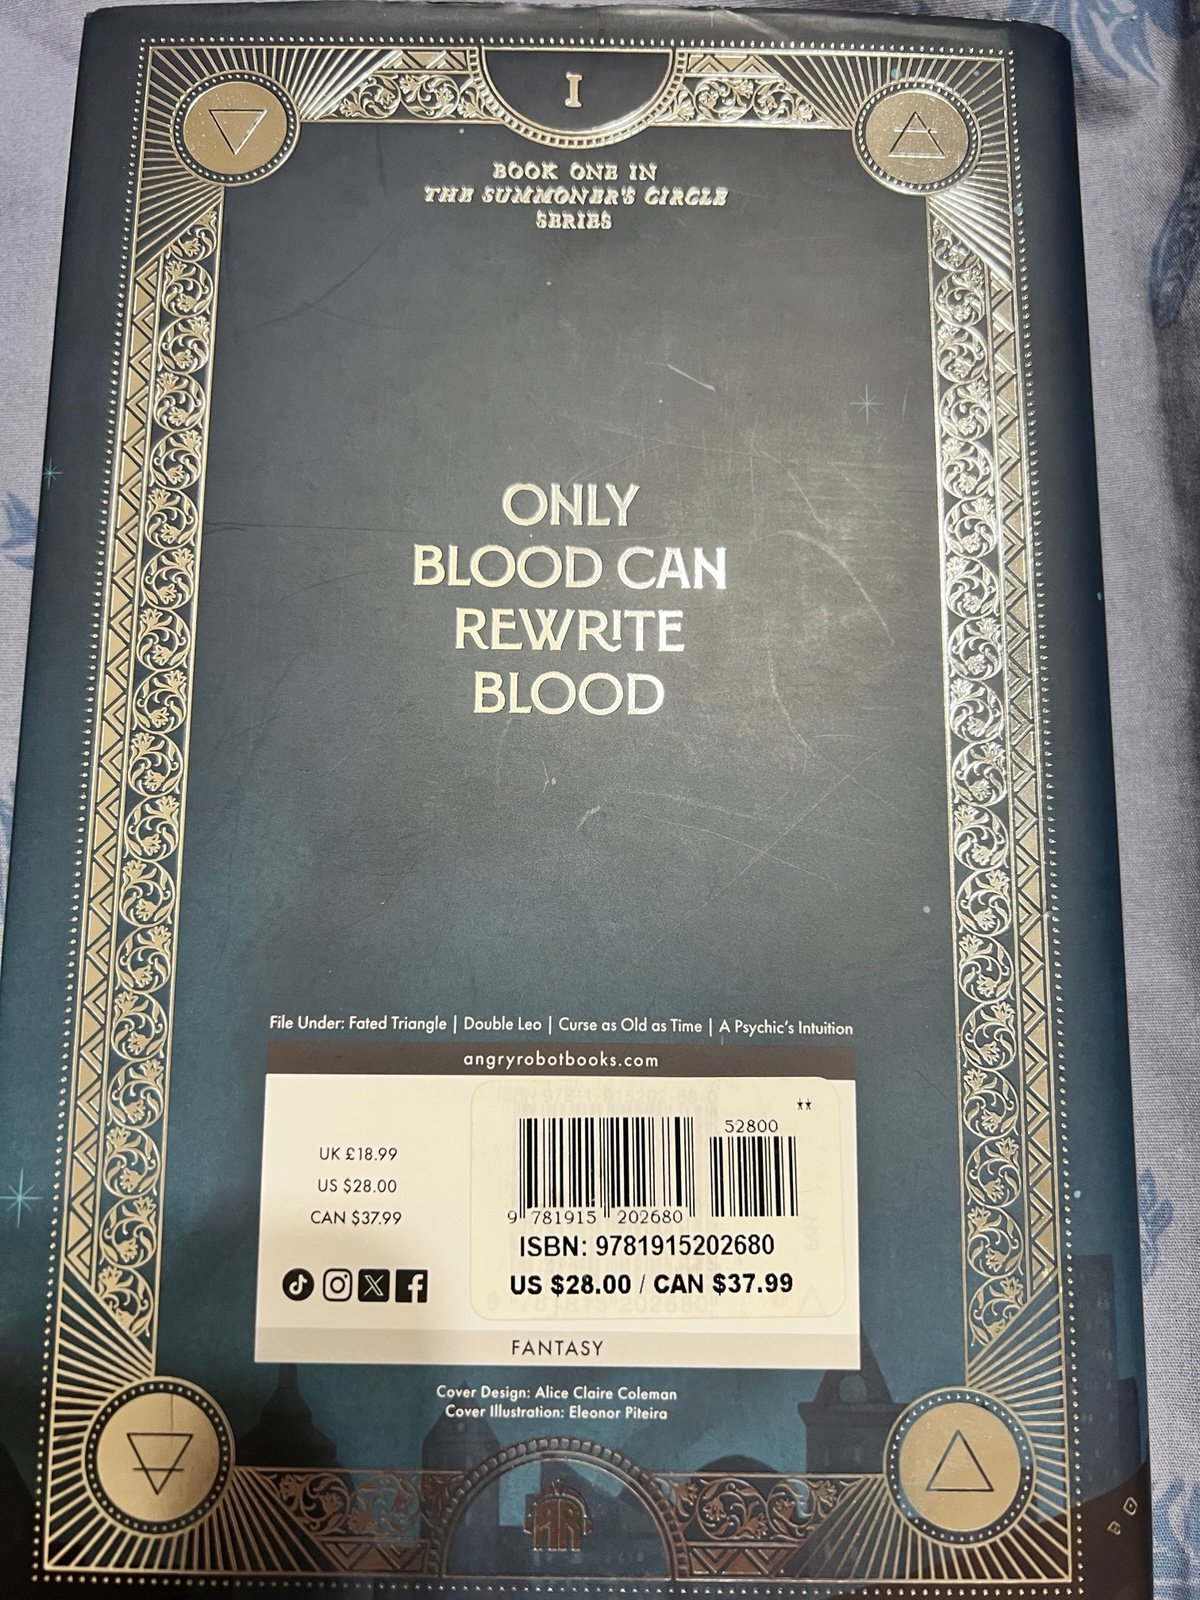 I
BOOK ONE IN
THE SUMMONER'S CIRCLE
SERIES
ONLY
BLOOD CAN
REWRITE
BLOOD
File Under: Fated Triangle | Double Leo | Curse as Old as Time | A Psychic's Intuition
angryrobotbooks.com
UK £18.99
US $28.00
CAN $37.99
**
52800
9 781915 202680
ISBN: 9781915202680
US $28.00 / CAN $37.99
FANTASY
Cover Design: Alice Claire Coleman
Cover Illustration: Eleonor Piteira